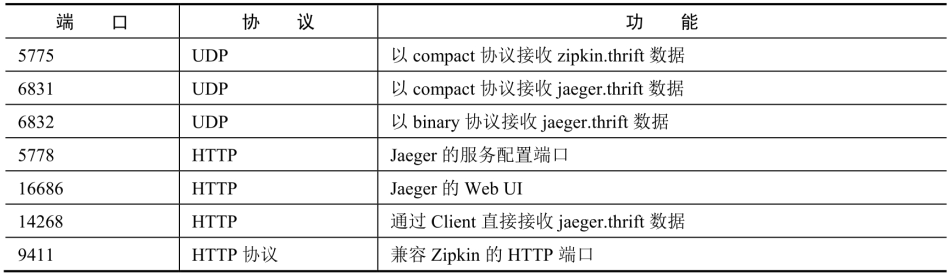 端 口 协 议 功 能
5775 UDP 以 compact 协议接收 zipkin.thrift 数据
6831 UDP 以 compact 协议接收 jaeger.thrift 数据
6832 UDP 以 binary 协议接收 jaeger.thrift 数据
5778 HTTP Jaeger 的服务配置端口
16686 HTTP Jaeger 的 Web UI
14268 HTTP 通过 Client 直接接收 jaeger.thrift 数据
9411 HTTP 协议 兼容 Zipkin 的 HTTP 端口